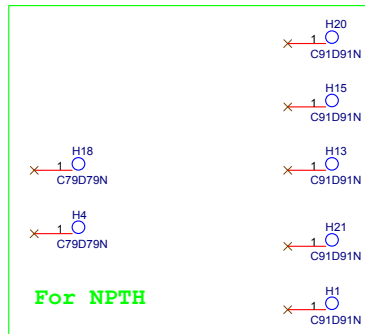 H20
1
C91D91N
H15
1
C91D91N
H18
1
C79D79N
H13
1
C91D91N
H4
1
C79D79N
H21
1
C91D91N
For NPTH
H1
1
C91D91N